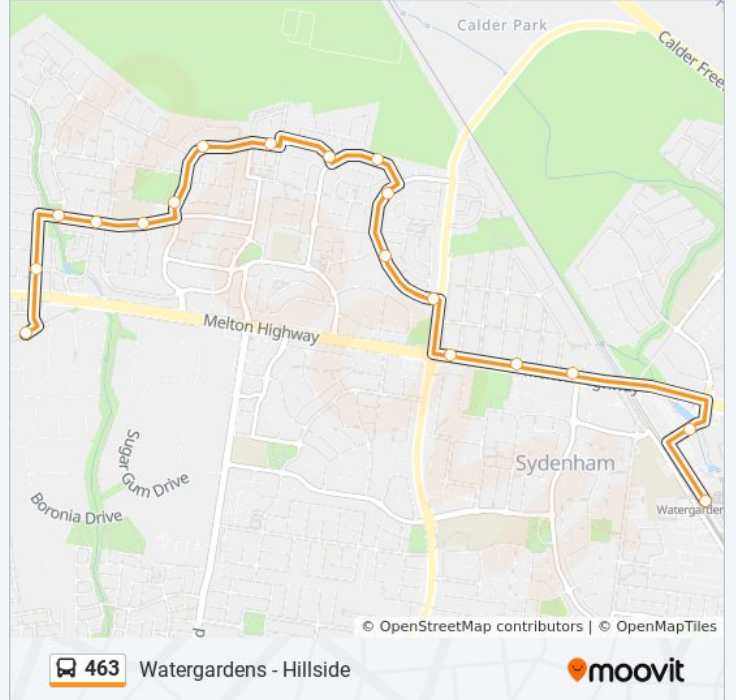 Calder Park
Calder Free
Melton Highway
Sugar Gum Drive
Boronia Drive
Sydenham
Watergarden
© OpenStreetMap contributors | © OpenMapTiles
463 Watergardens - Hillside
moovit